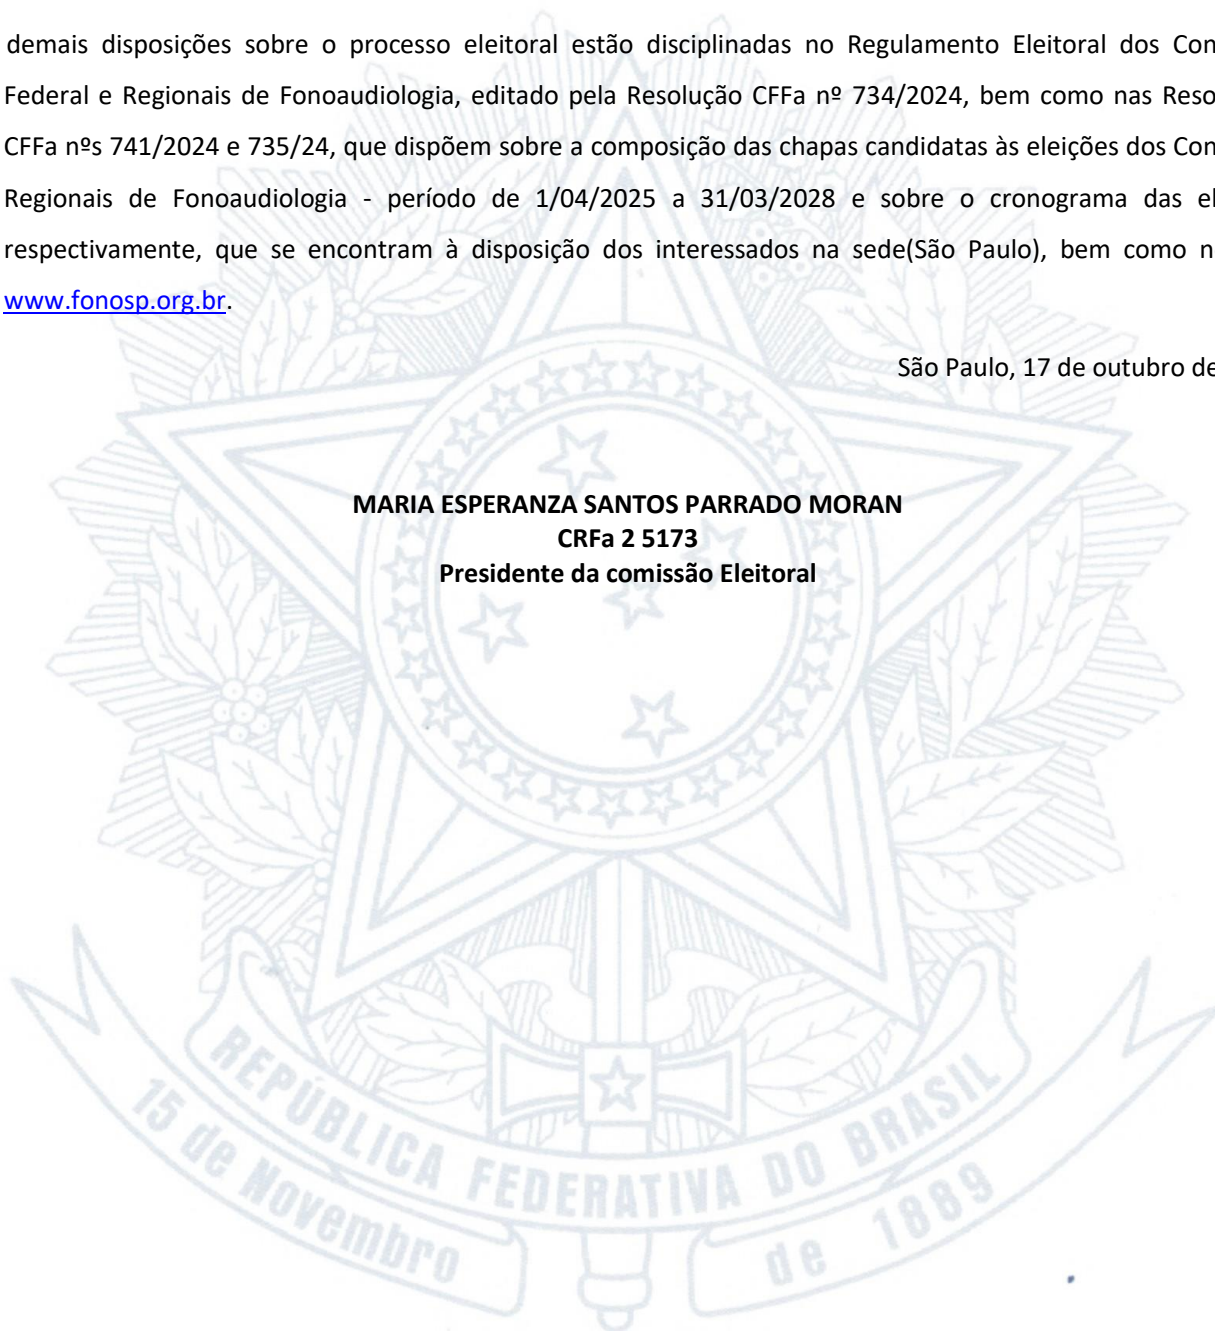 demais disposições sobre o processo eleitoral estão disciplinadas no Regulamento Eleitoral dos Con
Federal e Regionais de Fonoaudiologia, editado pela Resolução CFFa nº 734/2024, bem como nas Reso
CFFa nºs 741/2024 e 735/24, que dispõem sobre a composição das chapas candidatas às eleições dos Con
Regionais de Fonoaudiologia - período de 1/04/2025 a 31/03/2028 e sobre o cronograma das el
respectivamente, que se encontram à disposição dos interessados na sede(São Paulo), bem como n
www.fonosp.org.br.
São Paulo, 17 de outubro de
MARIA ESPERANZA SANTOS PARRADO MORAN
CRFa 2 5173
Presidente da comissão Eleitoral
REPÚBLICA FEDERATIVA DO BRASIL
15 de Novembro de 1889